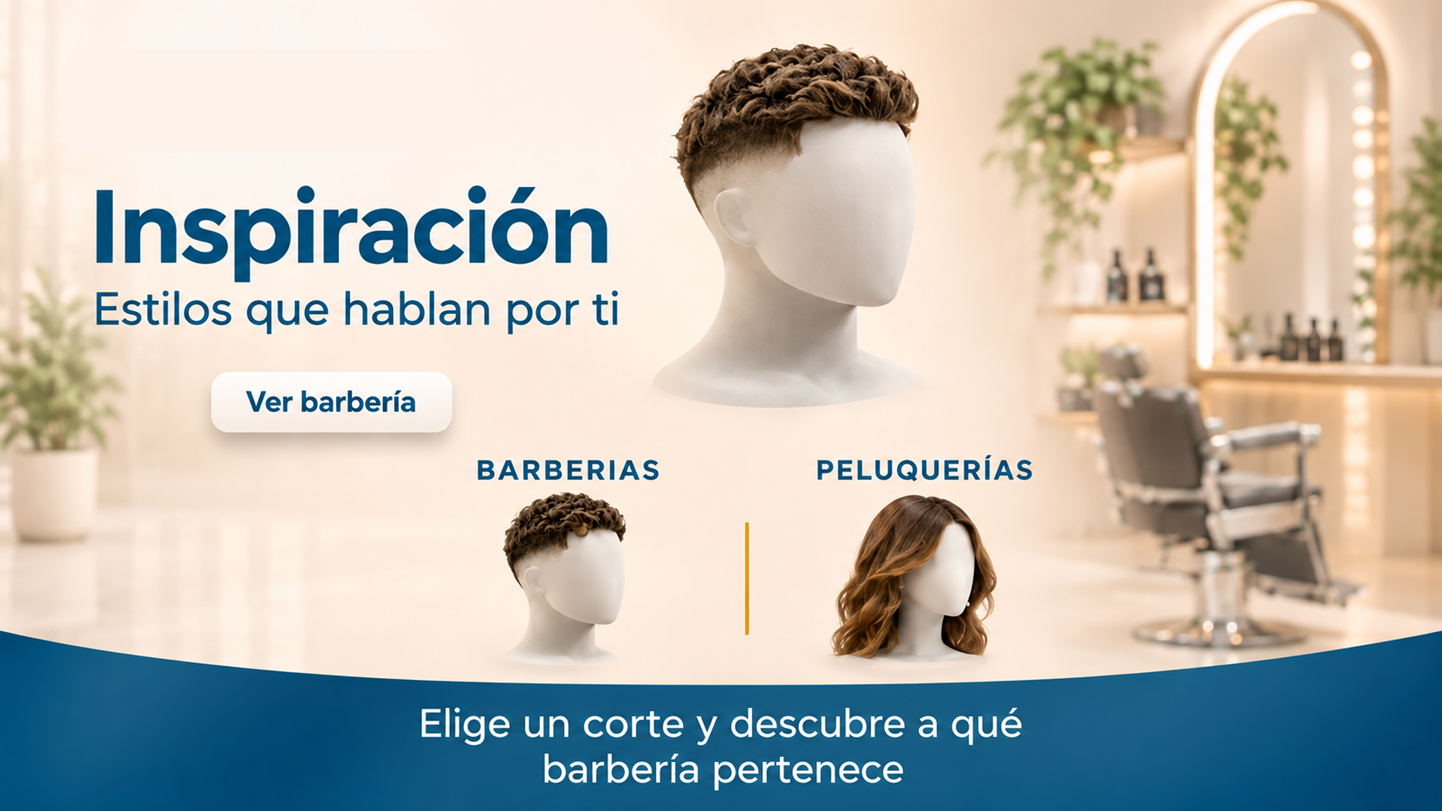 Inspiración
Estilos que hablan por ti
Ver barbería
BARBERIAS
PELUQUERÍAS
Elige un corte y descubre a qué
barbería pertenece